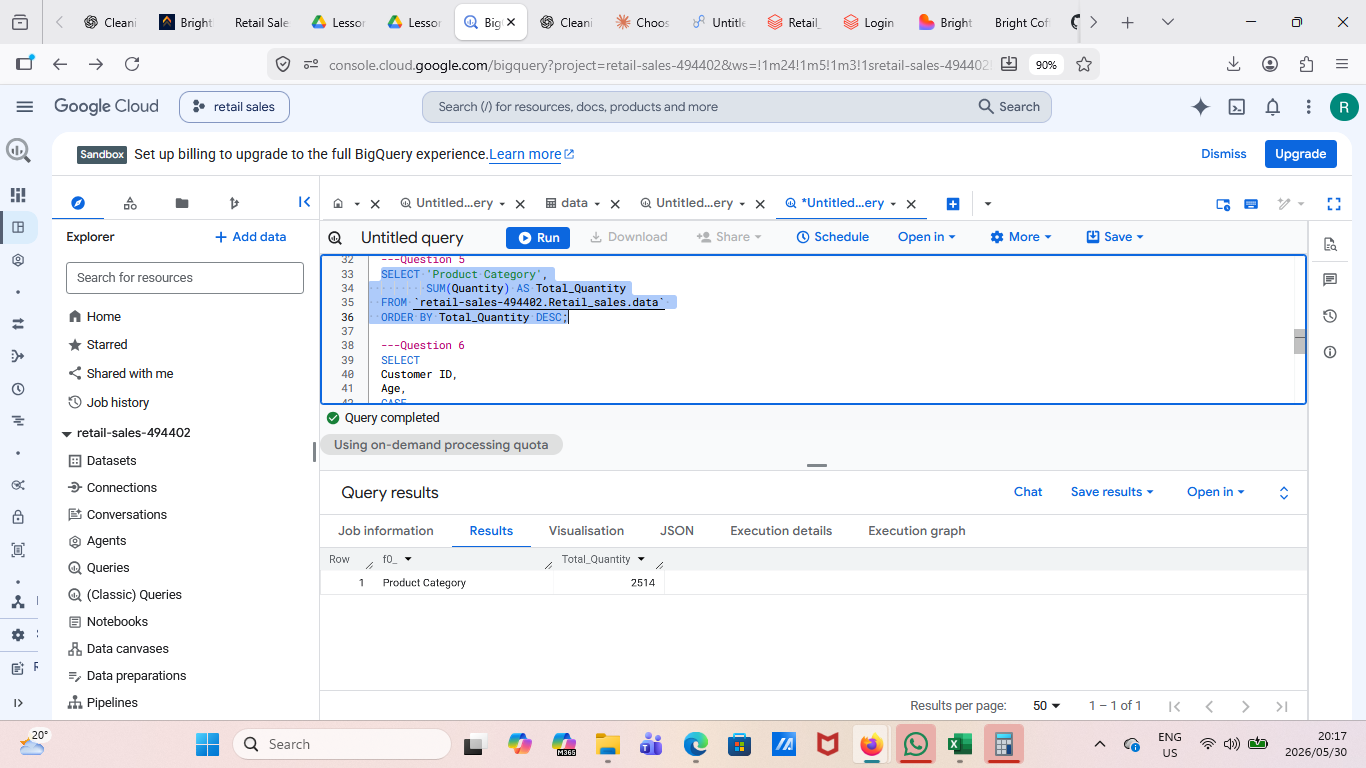 Cleani
Bright
Retail Sale
Lesson
Lesson
Big
Cleani
Choos
Untitle
Retail_
Login
Bright
Bright Cof
console.cloud.google.com/bigquery?project=retail-sales-494402&ws=!1m24!1m5!1m3!1sretail-sales-494402
90%
Google Cloud
retail sales
Search (/) for resources, docs, products and more
Search
R
Sandbox Set up billing to upgrade to the full BigQuery experience. Learn more
Dismiss
Upgrade
Untitled...ery
data
Untitled...ery
*Untitled...ery
Explorer
+ Add data
Untitled query
Run
Download
Share
Schedule
Open in
More
Save
Search for resources
Home
Starred
Shared with me
Job history
retail-sales-494402
Datasets
Connections
Conversations
Agents
Queries
(Classic) Queries
Notebooks
Data canvases
Data preparations
Pipelines
32 ---Question 5
33 SELECT 'Product Category',
34 SUM(Quantity) AS Total_Quantity
35 FROM `retail-sales-494402.Retail_sales.data`
36 ORDER BY Total_Quantity DESC;
37
38 ---Question 6
39 SELECT
40 Customer ID,
41 Age,
42 CASE
Query completed
Using on-demand processing quota
Query results
Chat
Save results
Open in
Job information
Results
Visualisation
JSON
Execution details
Execution graph
Row f0_ Total_Quantity
1 Product Category 2514
Results per page: 50 1 – 1 of 1
20°
Search
M365
ENG
US
20:17
2026/05/30